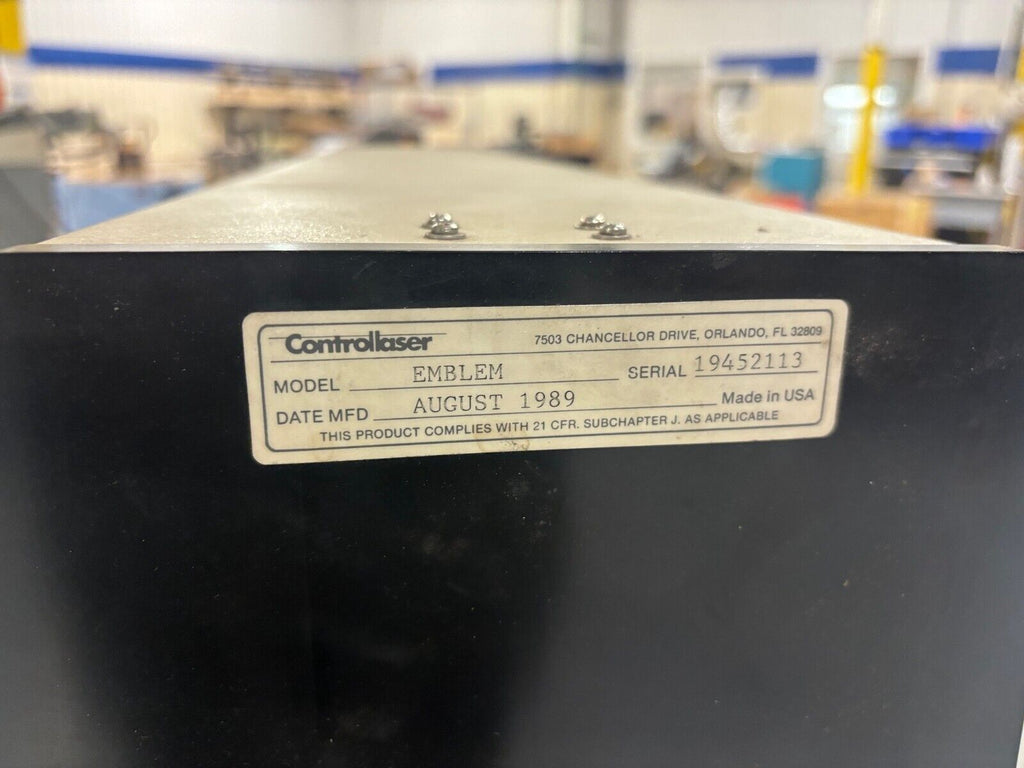 Controllaser 7503 CHANCELLOR DRIVE, ORLANDO, FL 32809
MODEL EMBLEM SERIAL 19452113
DATE MFD AUGUST 1989 Made in USA
THIS PRODUCT COMPLIES WITH 21 CFR. SUBCHAPTER J. AS APPLICABLE